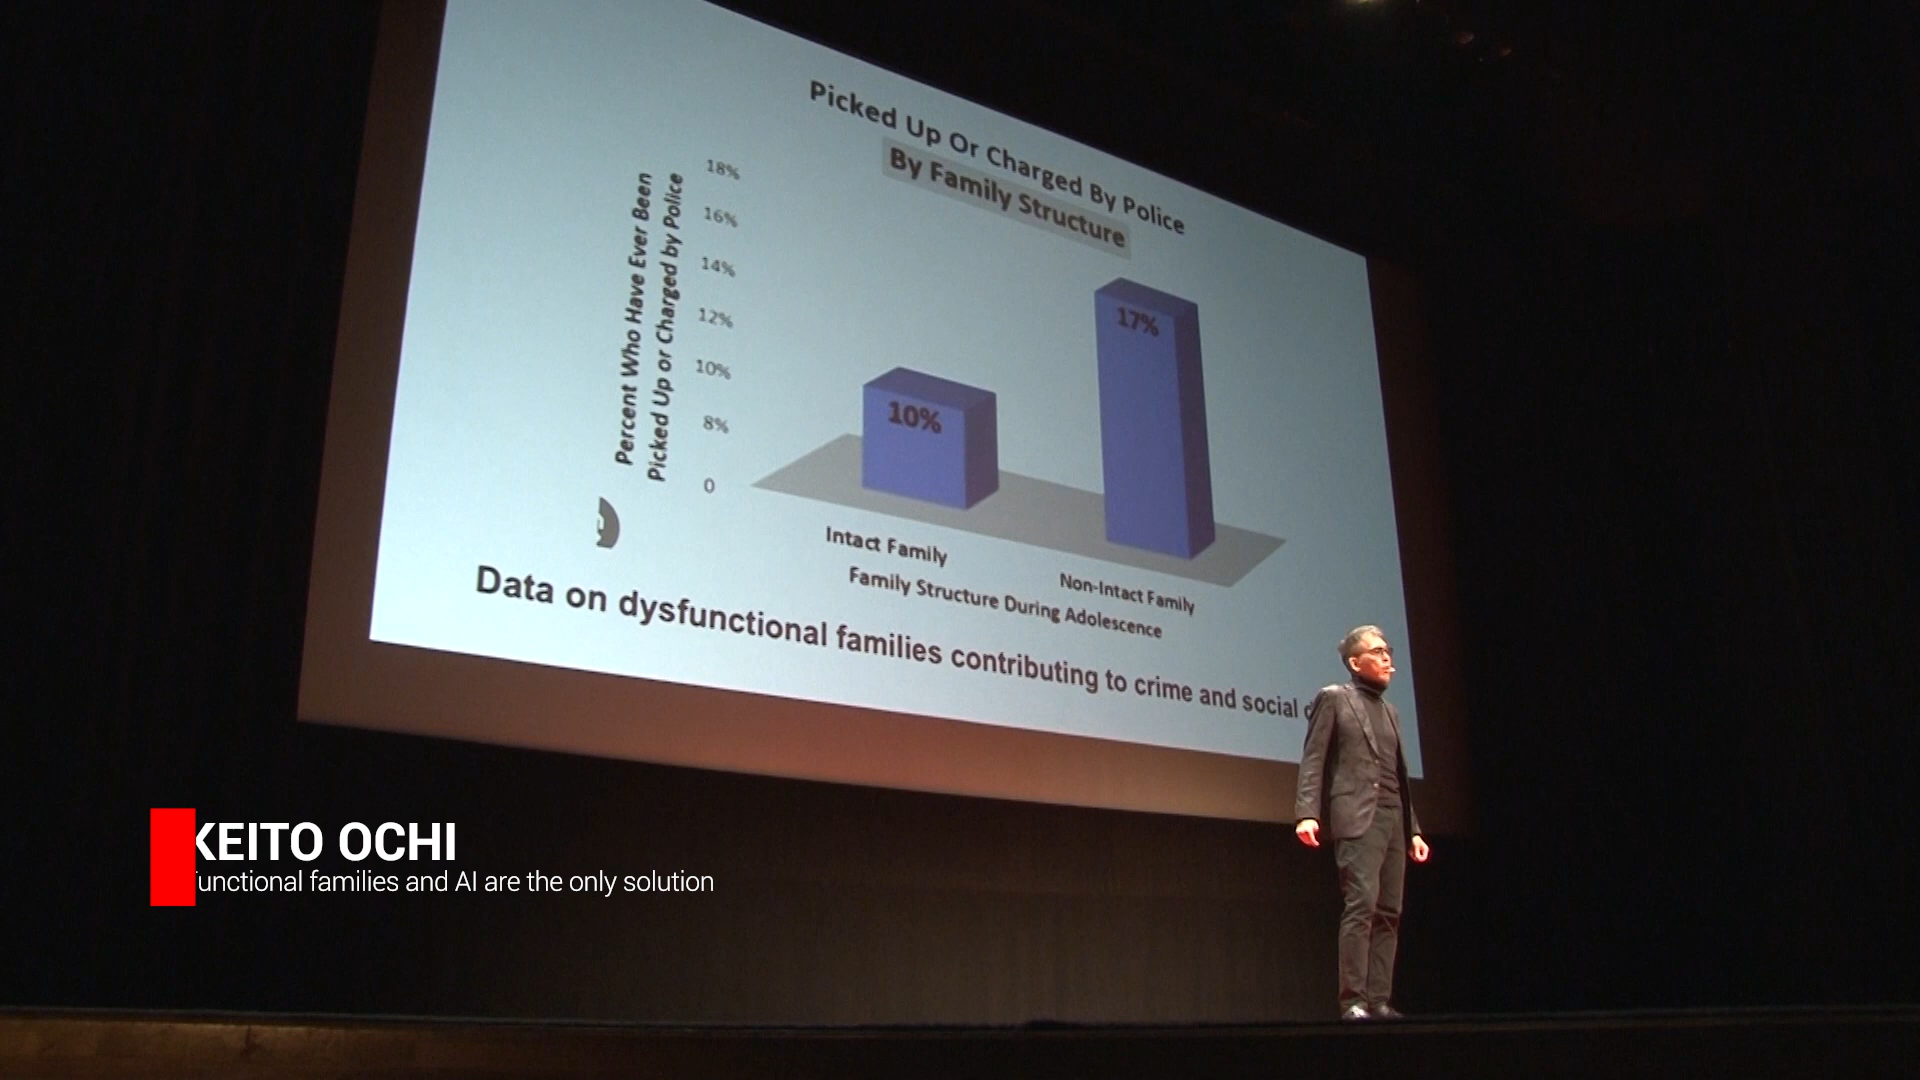 Picked Up Or Charged By Police
By Family Structure
Percent Who Have Ever Been
Picked Up or Charged by Police
18%
16%
14%
12%
10%
8%
0
10%
17%
Intact Family
Non-Intact Family
Family Structure During Adolescence
Data on dysfunctional families contributing to crime and social
KEITO OCHI
functional families and AI are the only solution